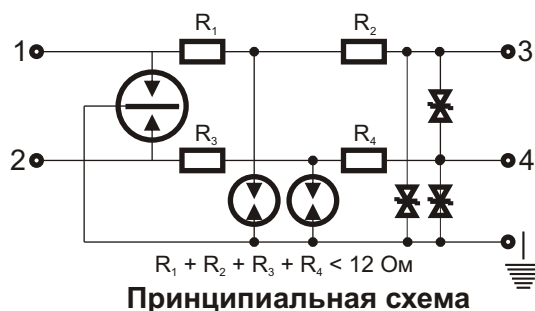 R₁ R₂
1 3
R₃ R₄
2 4
R₁ + R₂ + R₃ + R₄ < 12 Ом
Принципиальная схема